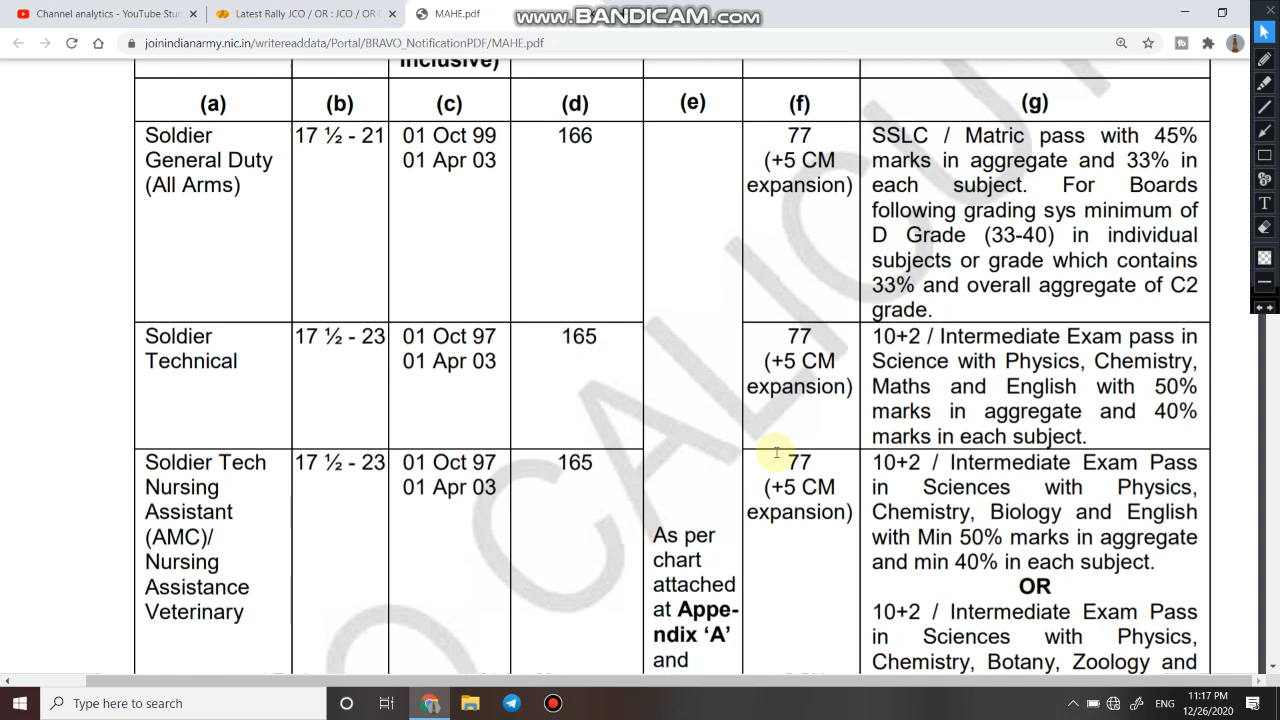 Channel analytics - YouTube Stud
Latest Rally JCO / OR : JCO / OR E
MAHE.pdf
www.BANDICAM.com
joinindianarmy.nic.in/writereaddata/Portal/BRAVO_NotificationPDF/MAHE.pdf
inclusive)
(a) (b) (c) (d) (e) (f) (g)
Soldier
General Duty
(All Arms)
17 ½ - 21
01 Oct 99
01 Apr 03
166
77
(+5 CM
expansion)
SSLC / Matric pass with 45%
marks in aggregate and 33% in
each subject. For Boards
following grading sys minimum of
D Grade (33-40) in individual
subjects or grade which contains
33% and overall aggregate of C2
grade.
Soldier
Technical
17 ½ - 23
01 Oct 97
01 Apr 03
165
77
(+5 CM
expansion)
10+2 / Intermediate Exam pass in
Science with Physics, Chemistry,
Maths and English with 50%
marks in aggregate and 40%
marks in each subject.
Soldier Tech
Nursing
Assistant
(AMC)/
Nursing
Assistance
Veterinary
17 ½ - 23
01 Oct 97
01 Apr 03
165
As per
chart
attached
at Appe-
ndix ‘A’
and
77
(+5 CM
expansion)
10+2 / Intermediate Exam Pass
in Sciences with Physics,
Chemistry, Biology and English
with Min 50% marks in aggregate
and min 40% in each subject.
OR
10+2 / Intermediate Exam Pass
in Sciences with Physics,
Chemistry, Botany, Zoology and
O CALICUT
Type here to search
ENG
11:17 PM
12/26/2020